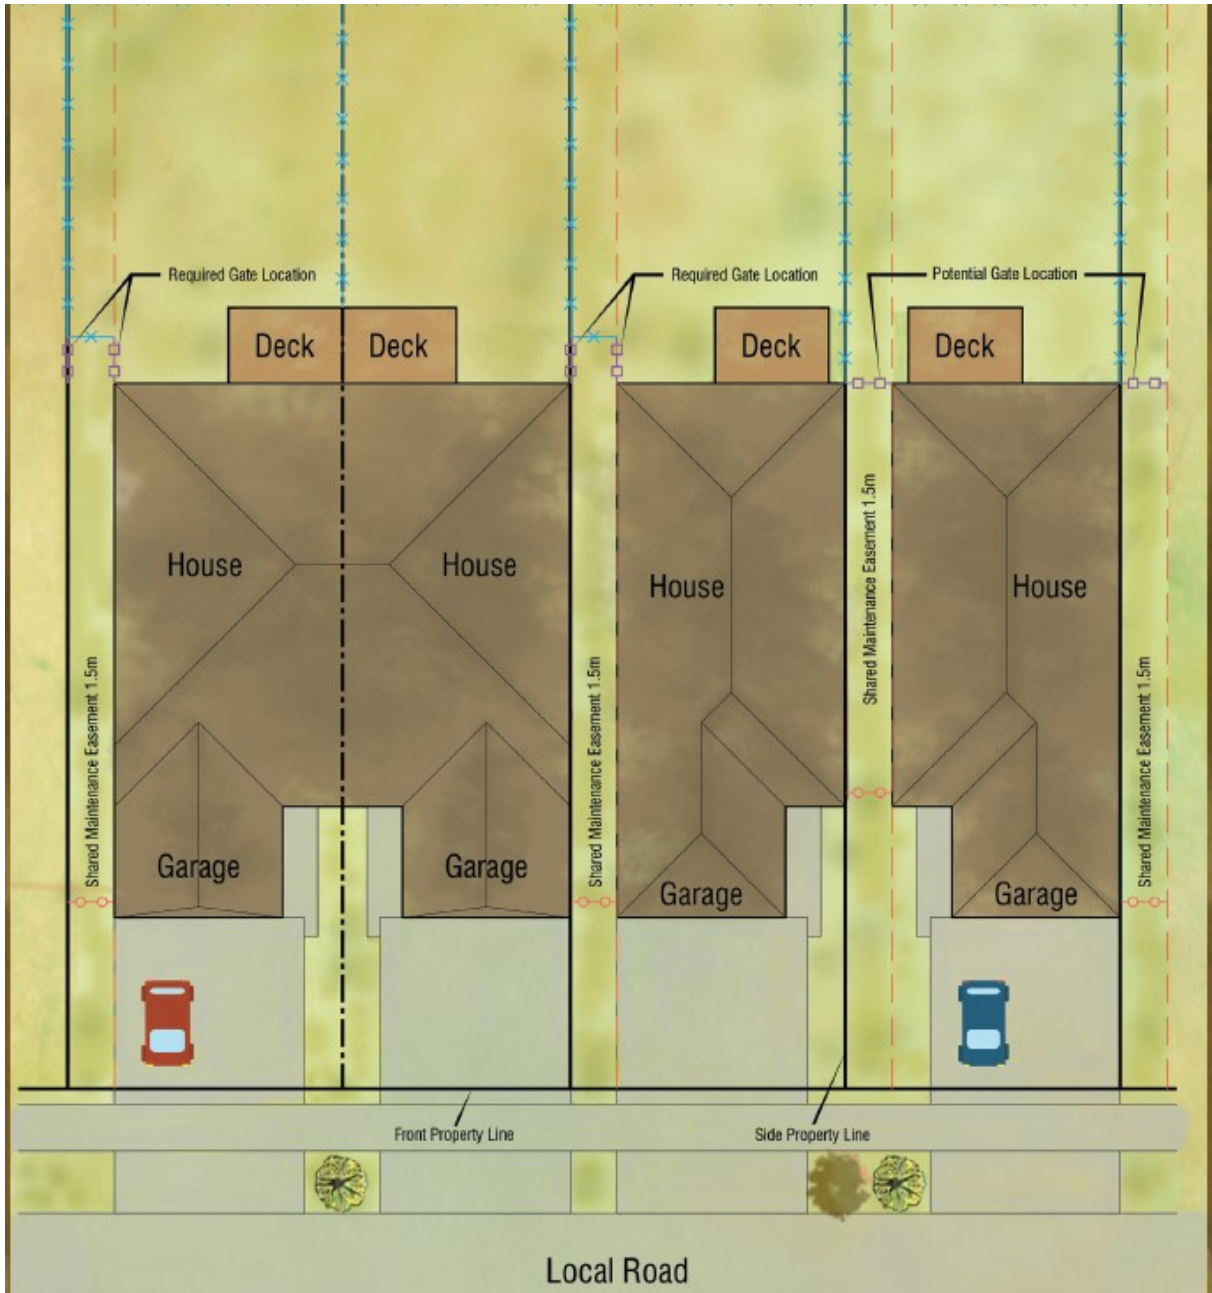 Required Gate Location
Required Gate Location
Potential Gate Location
Deck
Deck
Deck
Deck
House
House
House
House
Shared Maintenance Easement 1.5m
Shared Maintenance Easement 1.5m
Shared Maintenance Easement 1.5m
Shared Maintenance Easement 1.5m
Garage
Garage
Garage
Garage
Front Property Line
Side Property Line
Local Road